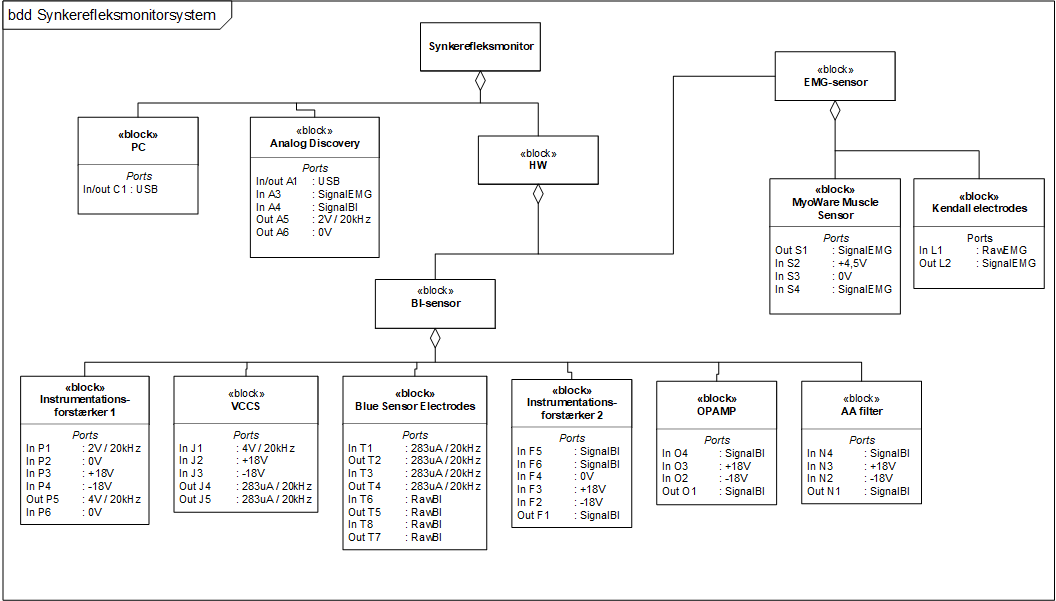 bdd Synkerefleksmonitorsystem
Synkerefleksmonitor
«block»
EMG-sensor
«block»
PC
Ports
In/out C1 : USB
«block»
Analog Discovery
Ports
In/out A1 : USB
In A3 : SignalEMG
In A4 : SignalBI
Out A5 : 2V / 20kHz
Out A6 : 0V
«block»
HW
«block»
MyoWare Muscle
Sensor
Ports
Out S1 : SignalEMG
In S2 : +4,5V
In S3 : 0V
In S4 : SignalEMG
«block»
Kendall electrodes
Ports
In L1 : RawEMG
Out L2 : SignalEMG
«block»
BI-sensor
«block»
Instrumentations-
forstærker 1
Ports
In P1 : 2V / 20kHz
In P2 : 0V
In P3 : +18V
In P4 : -18V
Out P5 : 4V / 20kHz
In P6 : 0V
«block»
VCCS
Ports
In J1 : 4V / 20kHz
In J2 : +18V
In J3 : -18V
Out J4 : 283uA / 20kHz
Out J5 : 283uA / 20kHz
«block»
Blue Sensor Electrodes
Ports
In T1 : 283uA / 20kHz
Out T2 : 283uA / 20kHz
In T3 : 283uA / 20kHz
Out T4 : 283uA / 20kHz
In T6 : RawBI
Out T5 : RawBI
In T8 : RawBI
Out T7 : RawBI
«block»
Instrumentations-
forstærker 2
Ports
In F5 : SignalBI
In F6 : SignalBI
In F4 : 0V
In F3 : +18V
In F2 : -18V
Out F1 : SignalBI
«block»
OPAMP
Ports
In O4 : SignalBI
In O3 : +18V
In O2 : -18V
Out O1 : SignalBI
«block»
AA filter
Ports
In N4 : SignalBI
In N3 : +18V
In N2 : -18V
Out N1 : SignalBI